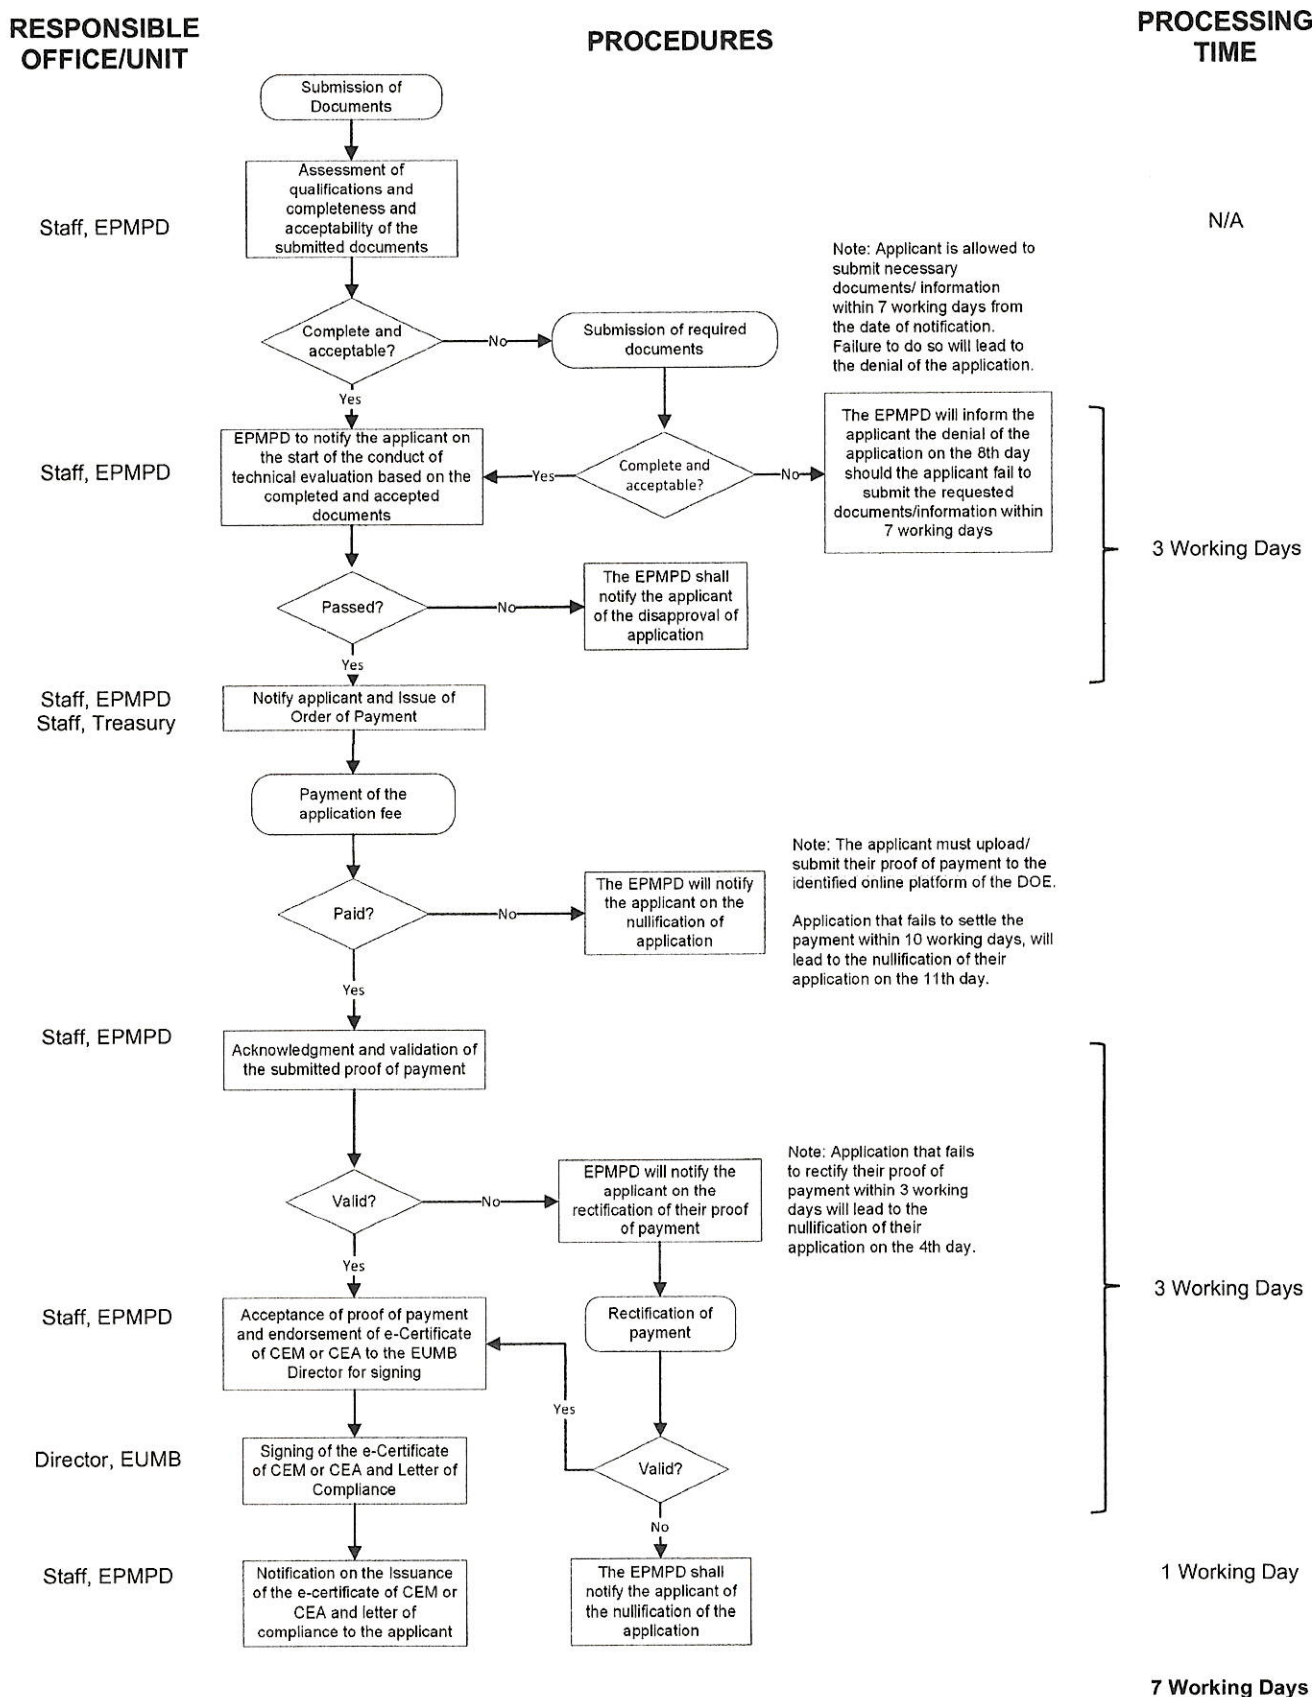 RESPONSIBLE
OFFICE/UNIT
PROCEDURES
PROCESSING
TIME
Submission of
Documents
Staff, EPMPD
Assessment of
qualifications and
completeness and
acceptability of the
submitted documents
N/A
Note: Applicant is allowed to
submit necessary
documents/ information
within 7 working days from
the date of notification.
Failure to do so will lead to
the denial of the application.
Complete and
acceptable?
No
Submission of required
documents
Yes
Staff, EPMPD
EPMPD to notify the applicant on
the start of the conduct of
technical evaluation based on the
completed and accepted
documents
Yes
Complete and
acceptable?
No
The EPMPD will inform the
applicant the denial of the
application on the 8th day
should the applicant fail to
submit the requested
documents/information within
7 working days
3 Working Days
Passed?
No
The EPMPD shall
notify the applicant
of the disapproval of
application
Yes
Staff, EPMPD
Staff, Treasury
Notify applicant and Issue of
Order of Payment
Payment of the
application fee
Paid?
No
The EPMPD will notify
the applicant on the
nullification of
application
Note: The applicant must upload/
submit their proof of payment to the
identified online platform of the DOE.
Application that fails to settle the
payment within 10 working days, will
lead to the nullification of their
application on the 11th day.
Yes
Staff, EPMPD
Acknowledgment and validation of
the submitted proof of payment
Valid?
No
EPMPD will notify the
applicant on the
rectification of their proof
of payment
Note: Application that fails
to rectify their proof of
payment within 3 working
days will lead to the
nullification of their
application on the 4th day.
Yes
Staff, EPMPD
Acceptance of proof of payment
and endorsement of e-Certificate
of CEM or CEA to the EUMB
Director for signing
Rectification of
payment
3 Working Days
Yes
Director, EUMB
Signing of the e-Certificate
of CEM or CEA and Letter of
Compliance
Valid?
No
Staff, EPMPD
Notification on the Issuance
of the e-certificate of CEM or
CEA and letter of
compliance to the applicant
The EPMPD shall
notify the applicant of
the nullification of the
application
1 Working Day
7 Working Days